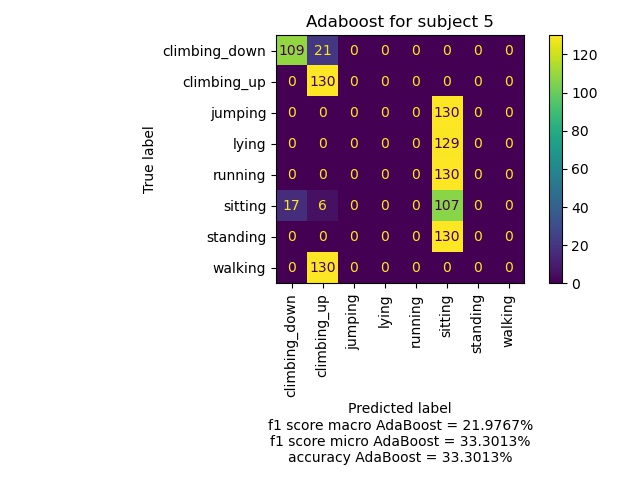 Adaboost for subject 5
True label
climbing_down 109 21 0 0 0 0 0 0
climbing_up 0 130 0 0 0 0 0 0
jumping 0 0 0 0 0 130 0 0
lying 0 0 0 0 0 129 0 0
running 0 0 0 0 0 130 0 0
sitting 17 6 0 0 0 107 0 0
standing 0 0 0 0 0 130 0 0
walking 0 130 0 0 0 0 0 0
climbing_down
climbing_up
jumping
lying
running
sitting
standing
walking
120
100
80
60
40
20
0
Predicted label
f1 score macro AdaBoost = 21.9767%
f1 score micro AdaBoost = 33.3013%
accuracy AdaBoost = 33.3013%